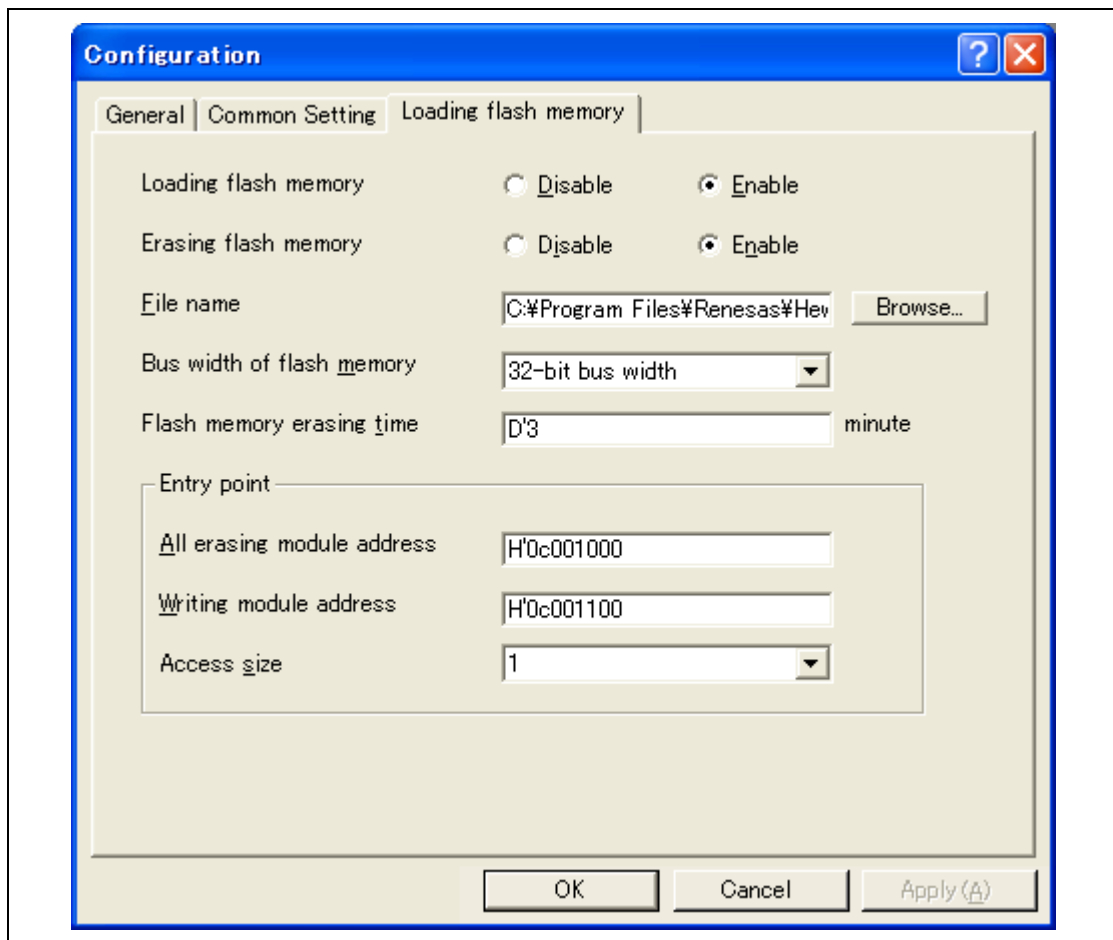 Configuration
General Common Setting Loading flash memory
Loading flash memory Disable Enable
Erasing flash memory Disable Enable
File name C:¥Program Files¥Renesas¥Hew Browse...
Bus width of flash memory 32-bit bus width
Flash memory erasing time D'3 minute
Entry point
All erasing module address H'0c001000
Writing module address H'0c001100
Access size 1
OK Cancel Apply(A)